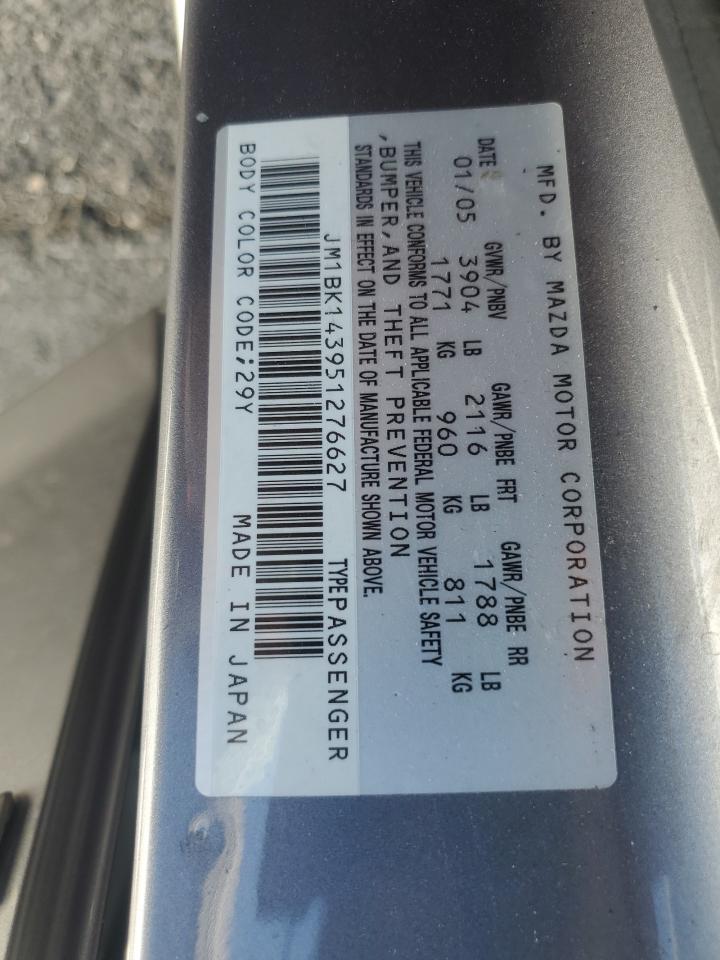 MFD. BY MAZDA MOTOR CORPORATION
DATE GVWR/PNBV GAWR/PNBE FRT GAWR/PNBE RR
01/05 3904 LB 2116 LB 1788 LB
1771 KG 960 KG 811 KG
THIS VEHICLE CONFORMS TO ALL APPLICABLE FEDERAL MOTOR VEHICLE SAFETY
,BUMPER,AND THEFT PREVENTION
STANDARDS IN EFFECT ON THE DATE OF MANUFACTURE SHOWN ABOVE.
JM1BK143951276627 TYPE PASSENGER
BODY COLOR CODE;29Y MADE IN JAPAN